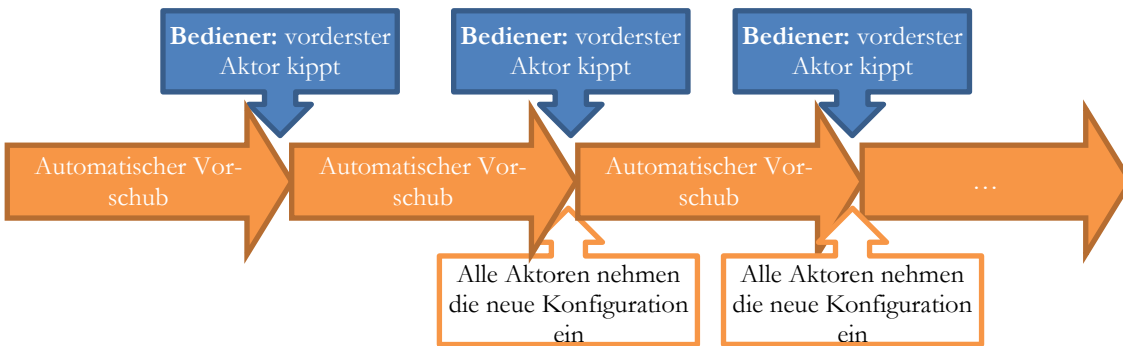 Bediener: vorderster
Aktor kippt
Bediener: vorderster
Aktor kippt
Bediener: vorderster
Aktor kippt
Automatischer Vor-
schub
Automatischer Vor-
schub
Automatischer Vor-
schub
…
Alle Aktoren nehmen
die neue Konfiguration
ein
Alle Aktoren nehmen
die neue Konfiguration
ein